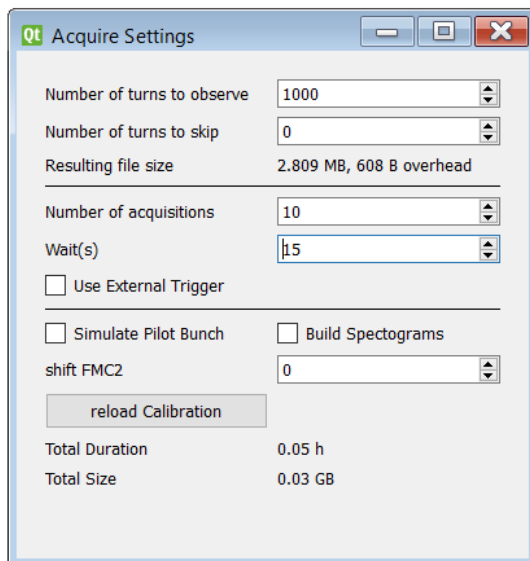 Qt Acquire Settings
Number of turns to observe 1000
Number of turns to skip 0
Resulting file size 2.809 MB, 608 B overhead
Number of acquisitions 10
Wait(s) 15
Use External Trigger
Simulate Pilot Bunch Build Spectograms
shift FMC2 0
reload Calibration
Total Duration 0.05 h
Total Size 0.03 GB